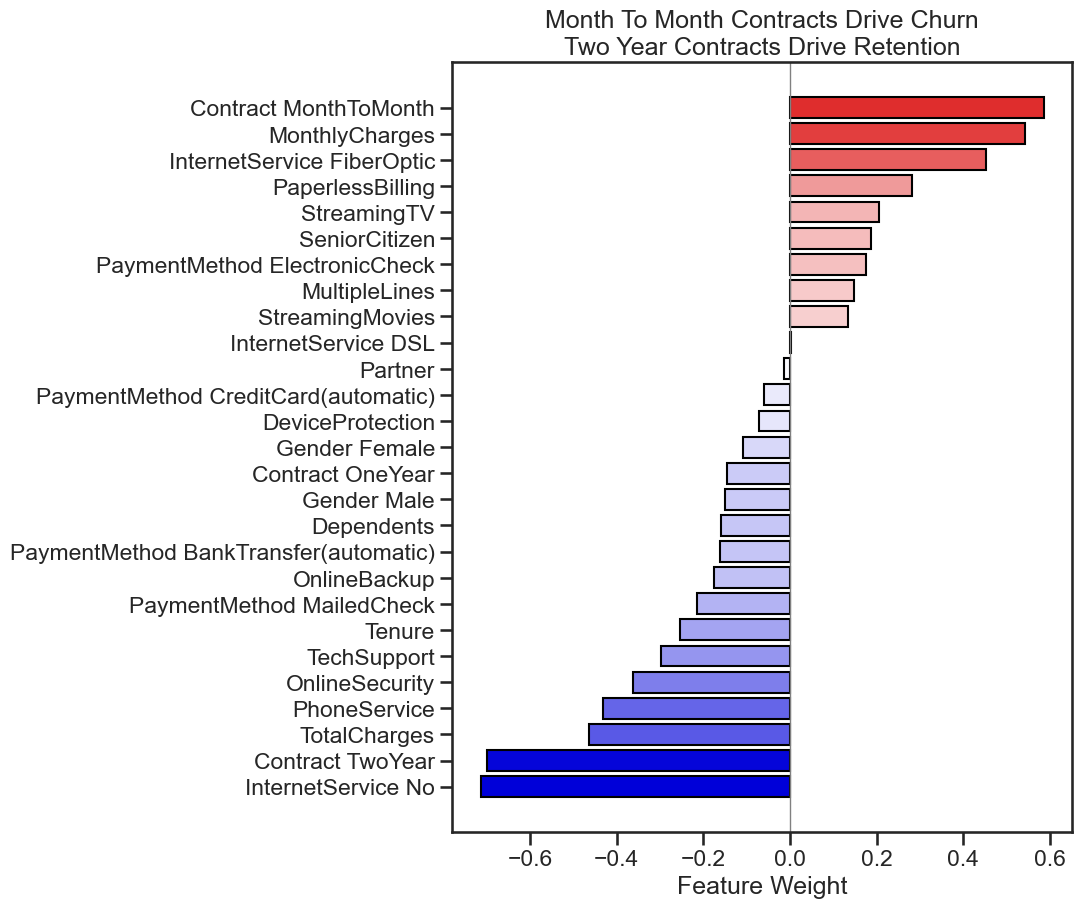 Month To Month Contracts Drive Churn
Two Year Contracts Drive Retention
Contract MonthToMonth
MonthlyCharges
InternetService FiberOptic
PaperlessBilling
StreamingTV
SeniorCitizen
PaymentMethod ElectronicCheck
MultipleLines
StreamingMovies
InternetService DSL
Partner
PaymentMethod CreditCard(automatic)
DeviceProtection
Gender Female
Contract OneYear
Gender Male
Dependents
PaymentMethod BankTransfer(automatic)
OnlineBackup
PaymentMethod MailedCheck
Tenure
TechSupport
OnlineSecurity
PhoneService
TotalCharges
Contract TwoYear
InternetService No
−0.6 −0.4 −0.2 0.0 0.2 0.4 0.6
Feature Weight